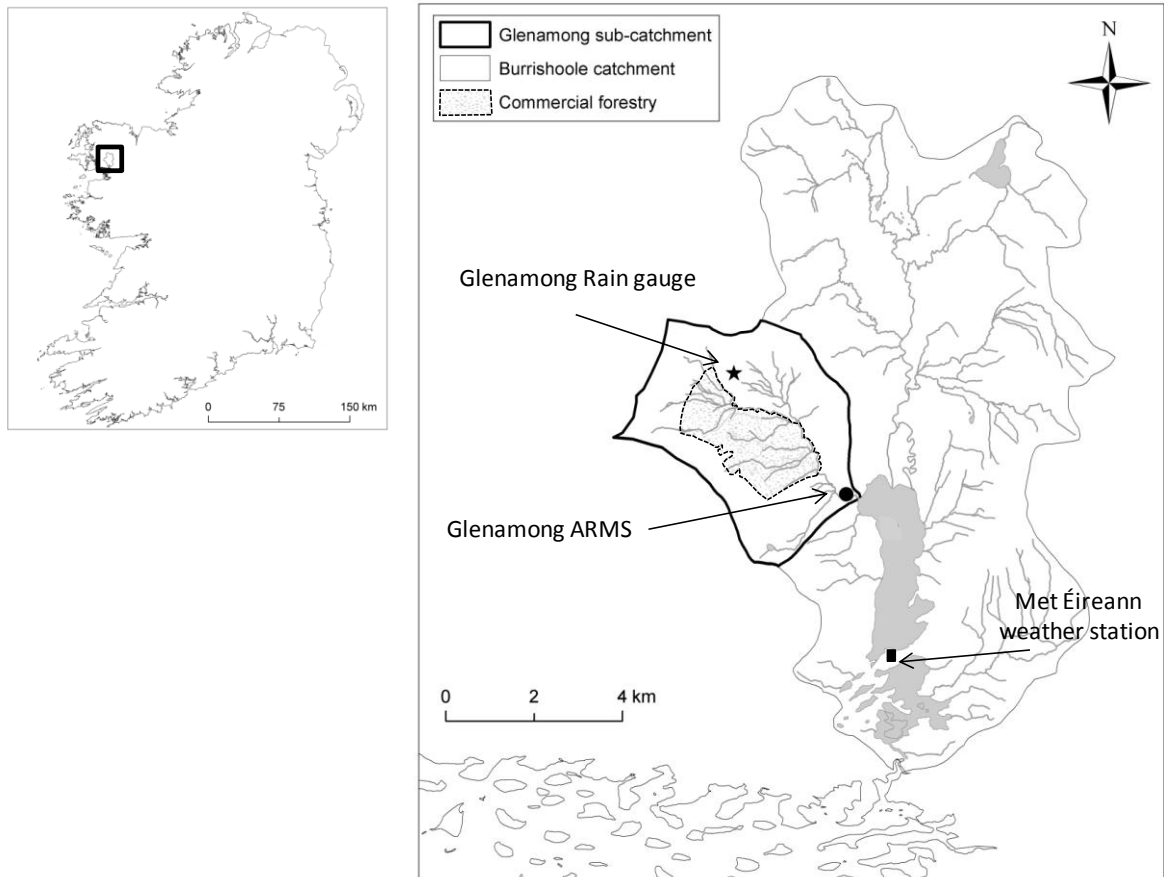 0 75 150 km
Glenamong sub-catchment
Burrishoole catchment
Commercial forestry
N
Glenamong Rain gauge
Glenamong ARMS
Met Éireann
weather station
0 2 4 km